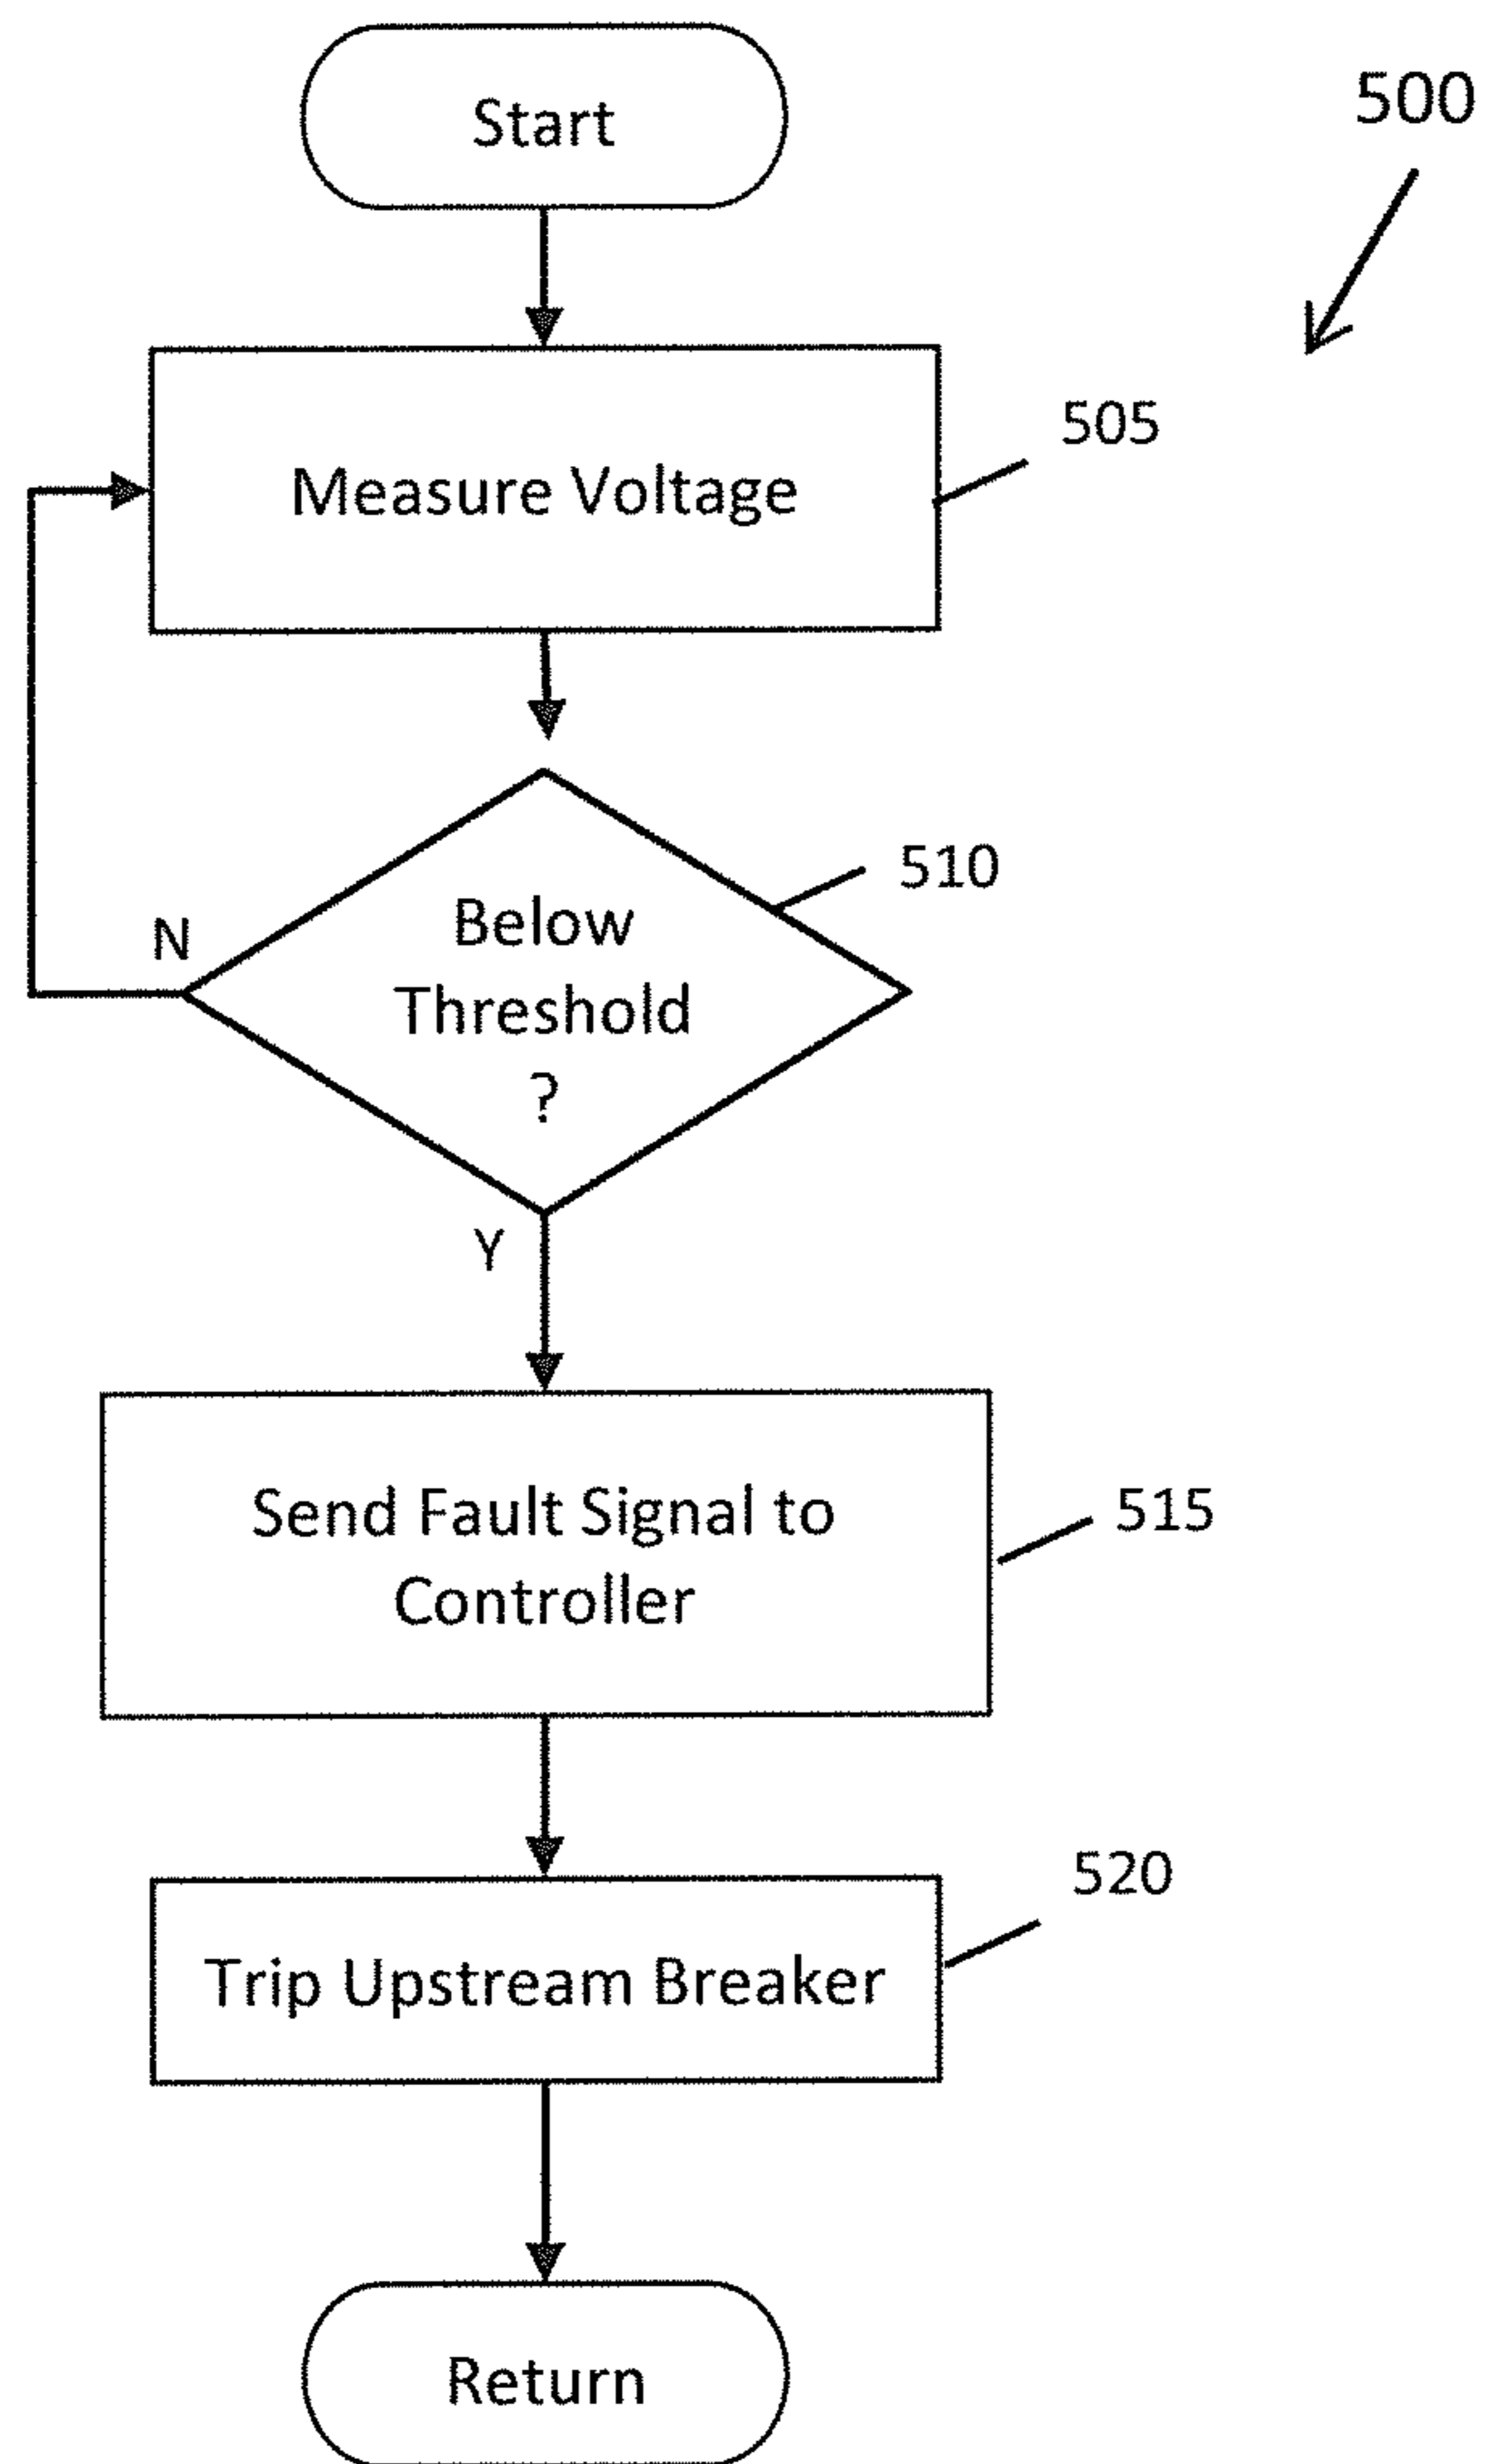 Start
500
Measure Voltage
505
Below
Threshold
?
510
N
Y
Send Fault Signal to
Controller
515
Trip Upstream Breaker
520
Return